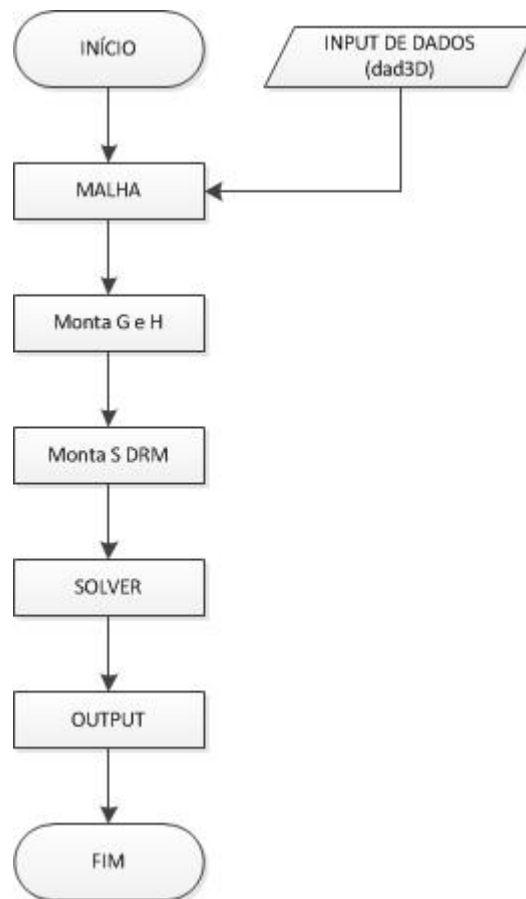 INÍCIO
INPUT DE DADOS
(dad3D)
MALHA
Monta G e H
Monta S DRM
SOLVER
OUTPUT
FIM